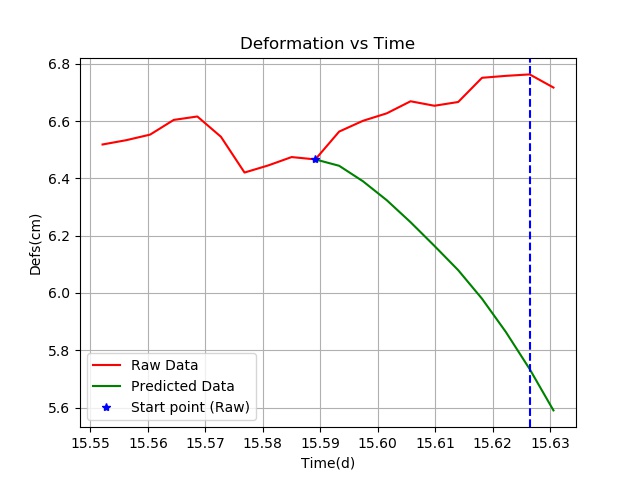 Deformation vs Time
Defs(cm)
6.8
6.6
6.4
6.2
6.0
5.8
5.6
Raw Data
Predicted Data
Start point (Raw)
15.55 15.56 15.57 15.58 15.59 15.60 15.61 15.62 15.63
Time(d)